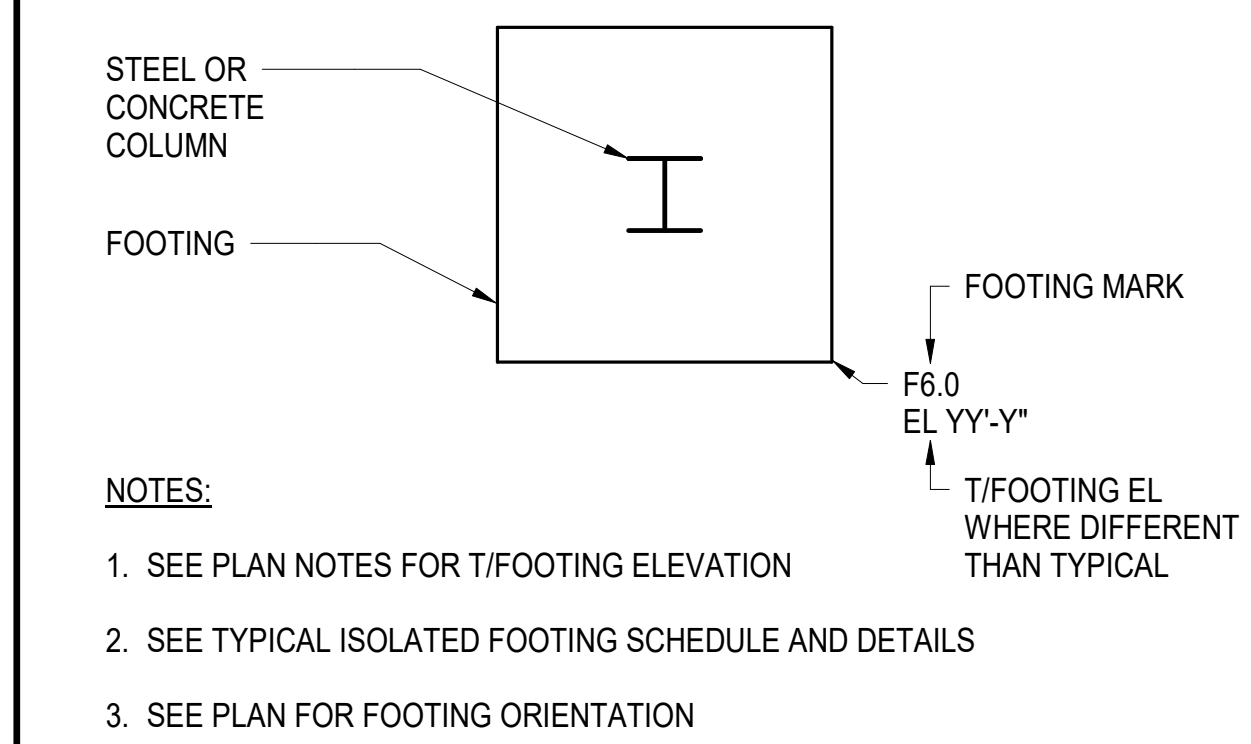 STEEL OR
CONCRETE
COLUMN
FOOTING
FOOTING MARK
F6.0
EL YY'-Y"
T/FOOTING EL
WHERE DIFFERENT
THAN TYPICAL
NOTES:
1. SEE PLAN NOTES FOR T/FOOTING ELEVATION
2. SEE TYPICAL ISOLATED FOOTING SCHEDULE AND DETAILS
3. SEE PLAN FOR FOOTING ORIENTATION